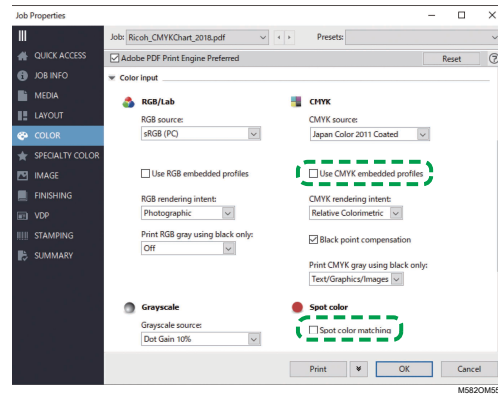 Job Properties
Job: Ricoh_CMYKChart_2018.pdf
Presets:
Adobe PDF Print Engine Preferred
Reset
QUICK ACCESS
JOB INFO
MEDIA
LAYOUT
COLOR
SPECIALTY COLOR
IMAGE
FINISHING
VDP
STAMPING
SUMMARY
Color input
RGB/Lab
RGB source:
sRGB (PC)
Use RGB embedded profiles
RGB rendering intent:
Photographic
Print RGB gray using black only:
Off
CMYK
CMYK source:
Japan Color 2011 Coated
Use CMYK embedded profiles
CMYK rendering intent:
Relative Colorimetric
Black point compensation
Print CMYK gray using black only:
Text/Graphics/Images
Grayscale
Grayscale source:
Dot Gain 10%
Spot color
Spot color matching
Print
OK
Cancel
M582OM55